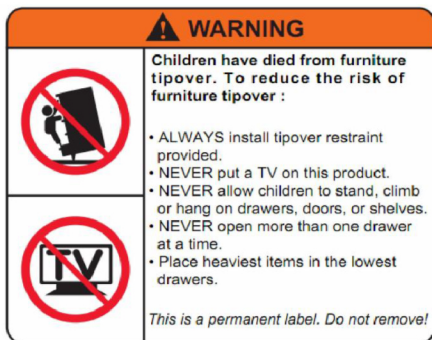 WARNING
Children have died from furniture
tipover. To reduce the risk of
furniture tipover :
• ALWAYS install tipover restraint
provided.
• NEVER put a TV on this product.
• NEVER allow children to stand, climb
or hang on drawers, doors, or shelves.
• NEVER open more than one drawer
at a time.
• Place heaviest items in the lowest
drawers.
TV
This is a permanent label. Do not remove!